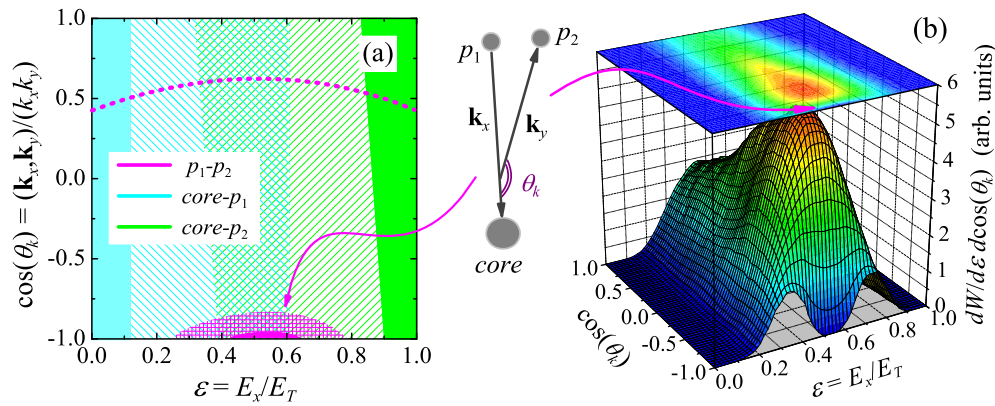 (a)
cos(θk) = (kx,ky)/(kx ky)
1.0
0.5
0.0
-0.5
-1.0
p1-p2
core-p1
core-p2
0.0 0.2 0.4 0.6 0.8 1.0
ε = Ex/ET
p1
p2
kx
ky
θk
core
(b)
6
5
4
3
2
1
0
dW/dε dcos(θk) (arb. units)
1.0
0.5
0.0
-0.5
-1.0
cos(θk)
0.0 0.2 0.4 0.6 0.8 1.0
ε = Ex/ET